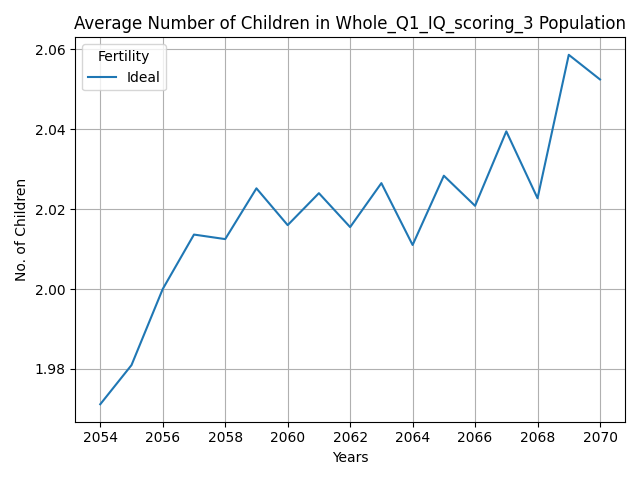 Average Number of Children in Whole_Q1_IQ_scoring_3 Population
Fertility
Ideal
No. of Children
2.06
2.04
2.02
2.00
1.98
2054 2056 2058 2060 2062 2064 2066 2068 2070
Years